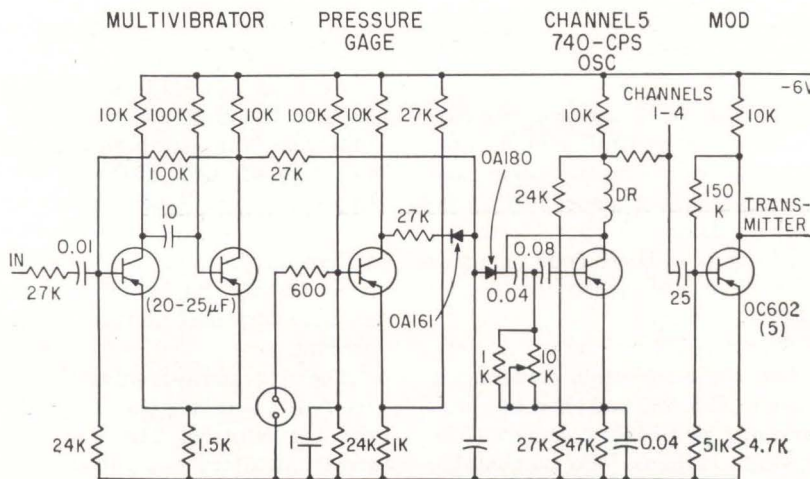 MULTIVIBRATOR
PRESSURE
GAGE
CHANNEL 5
740-CPS
OSC
MOD
-6V
CHANNELS
1-4
10K
100K
10K
100K
10K
27K
10K
10K
100K
27K
OA180
24K
DR
150
K
TRANS-
MITTER
10
27K
0.08
0.01
IN
27K
(20-25μF)
600
0.04
25
OC602
(5)
OA161
1
K
10
K
24K
1.5K
1
24K
1K
27K
47K
0.04
51K
4.7K